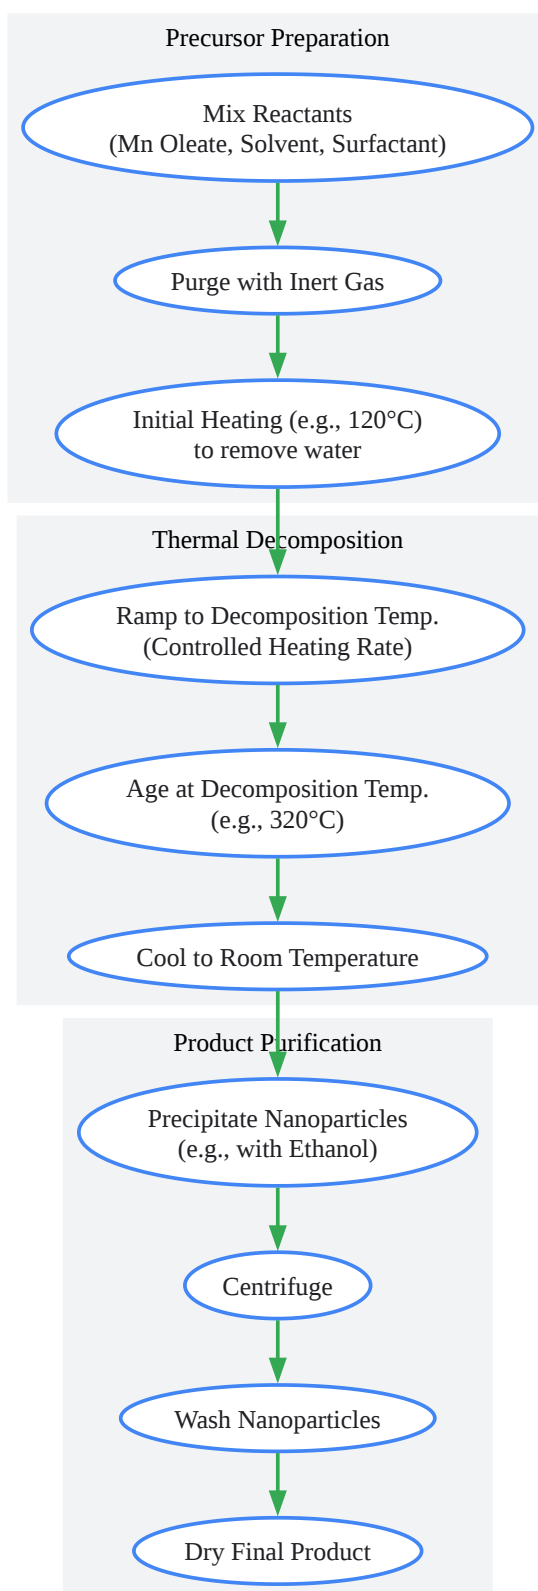 Precursor Preparation
Mix Reactants
(Mn Oleate, Solvent, Surfactant)
Purge with Inert Gas
Initial Heating (e.g., 120°C)
to remove water
Thermal Decomposition
Ramp to Decomposition Temp.
(Controlled Heating Rate)
Age at Decomposition Temp.
(e.g., 320°C)
Cool to Room Temperature
Product Purification
Precipitate Nanoparticles
(e.g., with Ethanol)
Centrifuge
Wash Nanoparticles
Dry Final Product